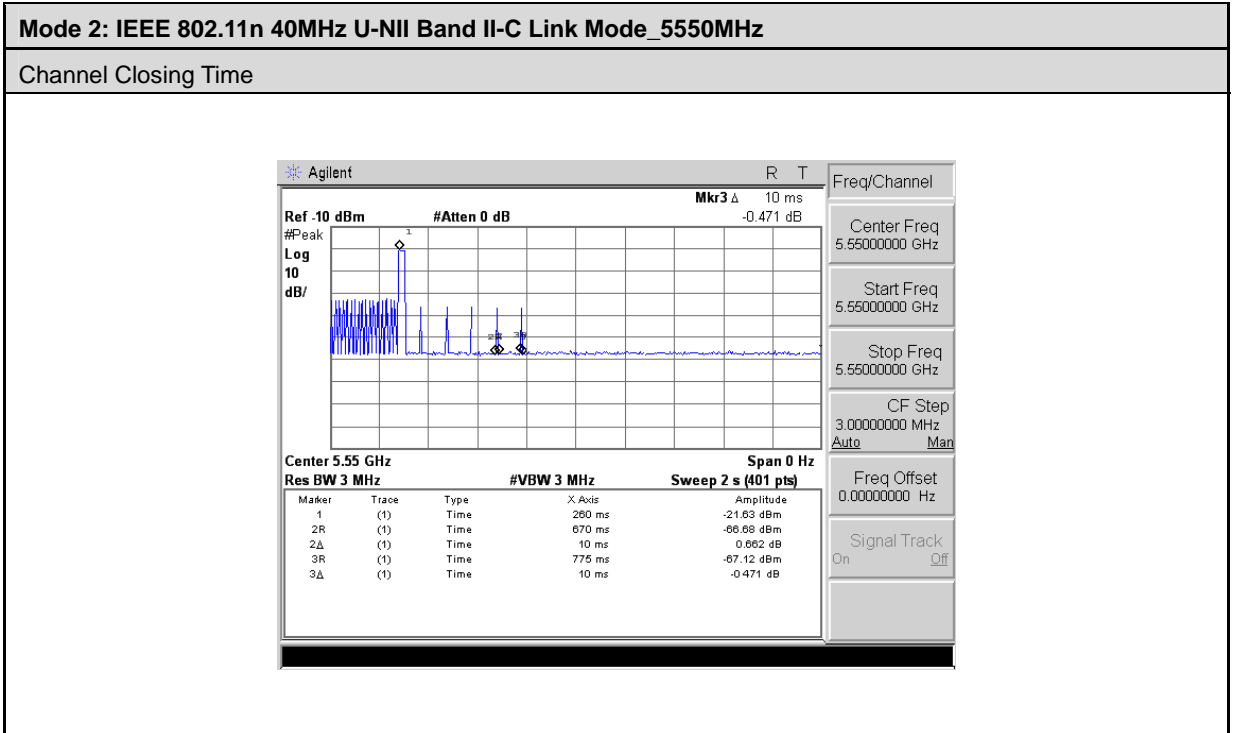 Mode 2: IEEE 802.11n 40MHz U-NII Band II-C Link Mode_5550MHz
Channel Closing Time
Agilent R T
Freq/Channel
Mkr3 Δ 10 ms
Ref -10 dBm #Atten 0 dB -0.471 dB
#Peak
Log
10
dB/
1
Center Freq
5.55000000 GHz
Start Freq
5.55000000 GHz
Stop Freq
5.55000000 GHz
CF Step
3.00000000 MHz
Auto Man
Freq Offset
0.00000000 Hz
Signal Track
On Off
Center 5.55 GHz Span 0 Hz
Res BW 3 MHz #VBW 3 MHz Sweep 2 s (401 pts)
Marker Trace Type X Axis Amplitude
1 (1) Time 260 ms -21.63 dBm
2R (1) Time 670 ms -66.68 dBm
2Δ (1) Time 10 ms 0.662 dB
3R (1) Time 775 ms -67.12 dBm
3Δ (1) Time 10 ms -0.471 dB